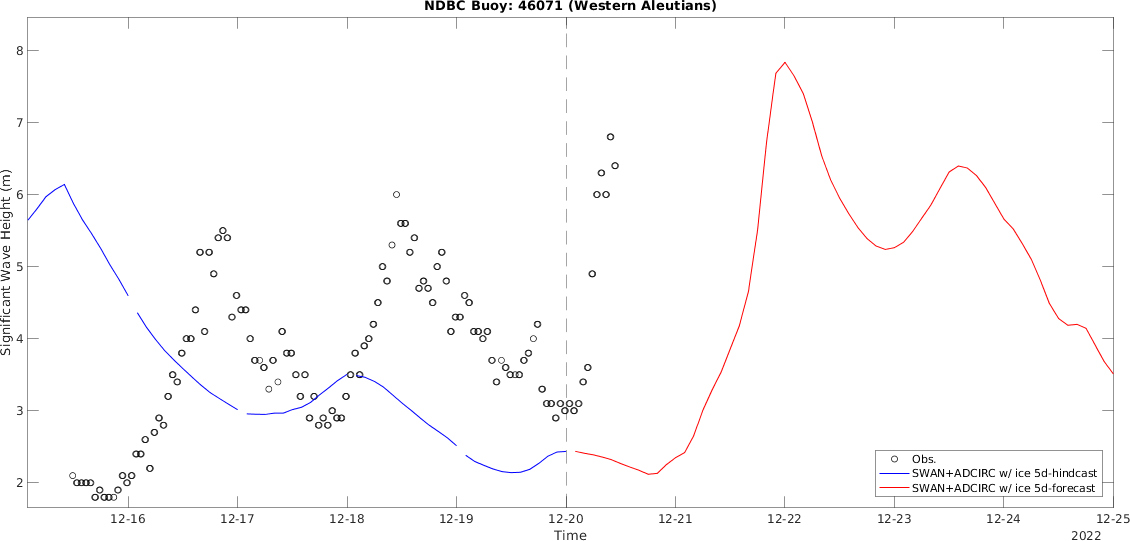 NDBC Buoy: 46071 (Western Aleutians)
Significant Wave Height (m)
8
7
6
5
4
3
2
12-16 12-17 12-18 12-19 12-20 12-21 12-22 12-23 12-24 12-25
Time
2022
Obs.
SWAN+ADCIRC w/ ice 5d-hindcast
SWAN+ADCIRC w/ ice 5d-forecast